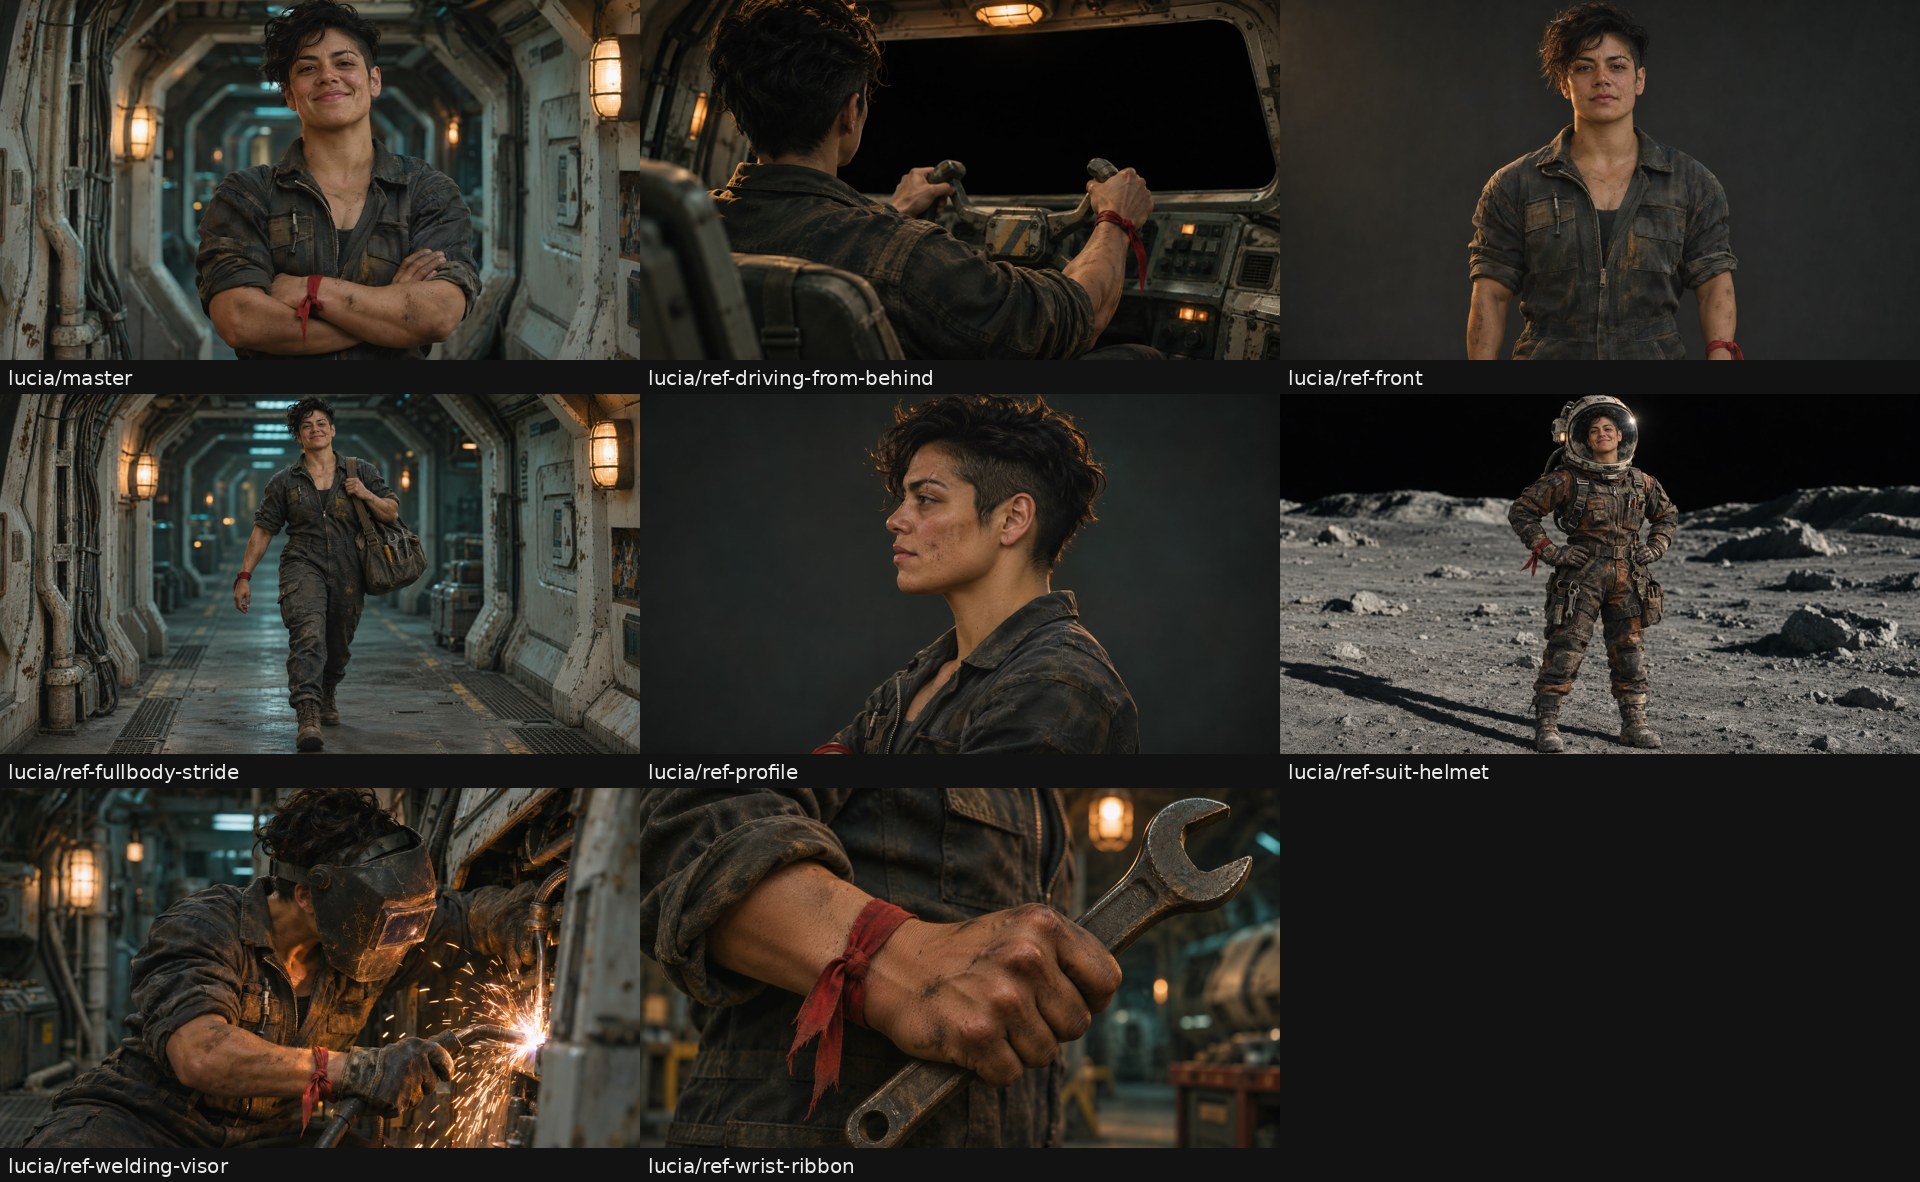 lucia/master
lucia/ref-driving-from-behind
lucia/ref-front
lucia/ref-fullbody-stride
lucia/ref-profile
lucia/ref-suit-helmet
lucia/ref-welding-visor
lucia/ref-wrist-ribbon